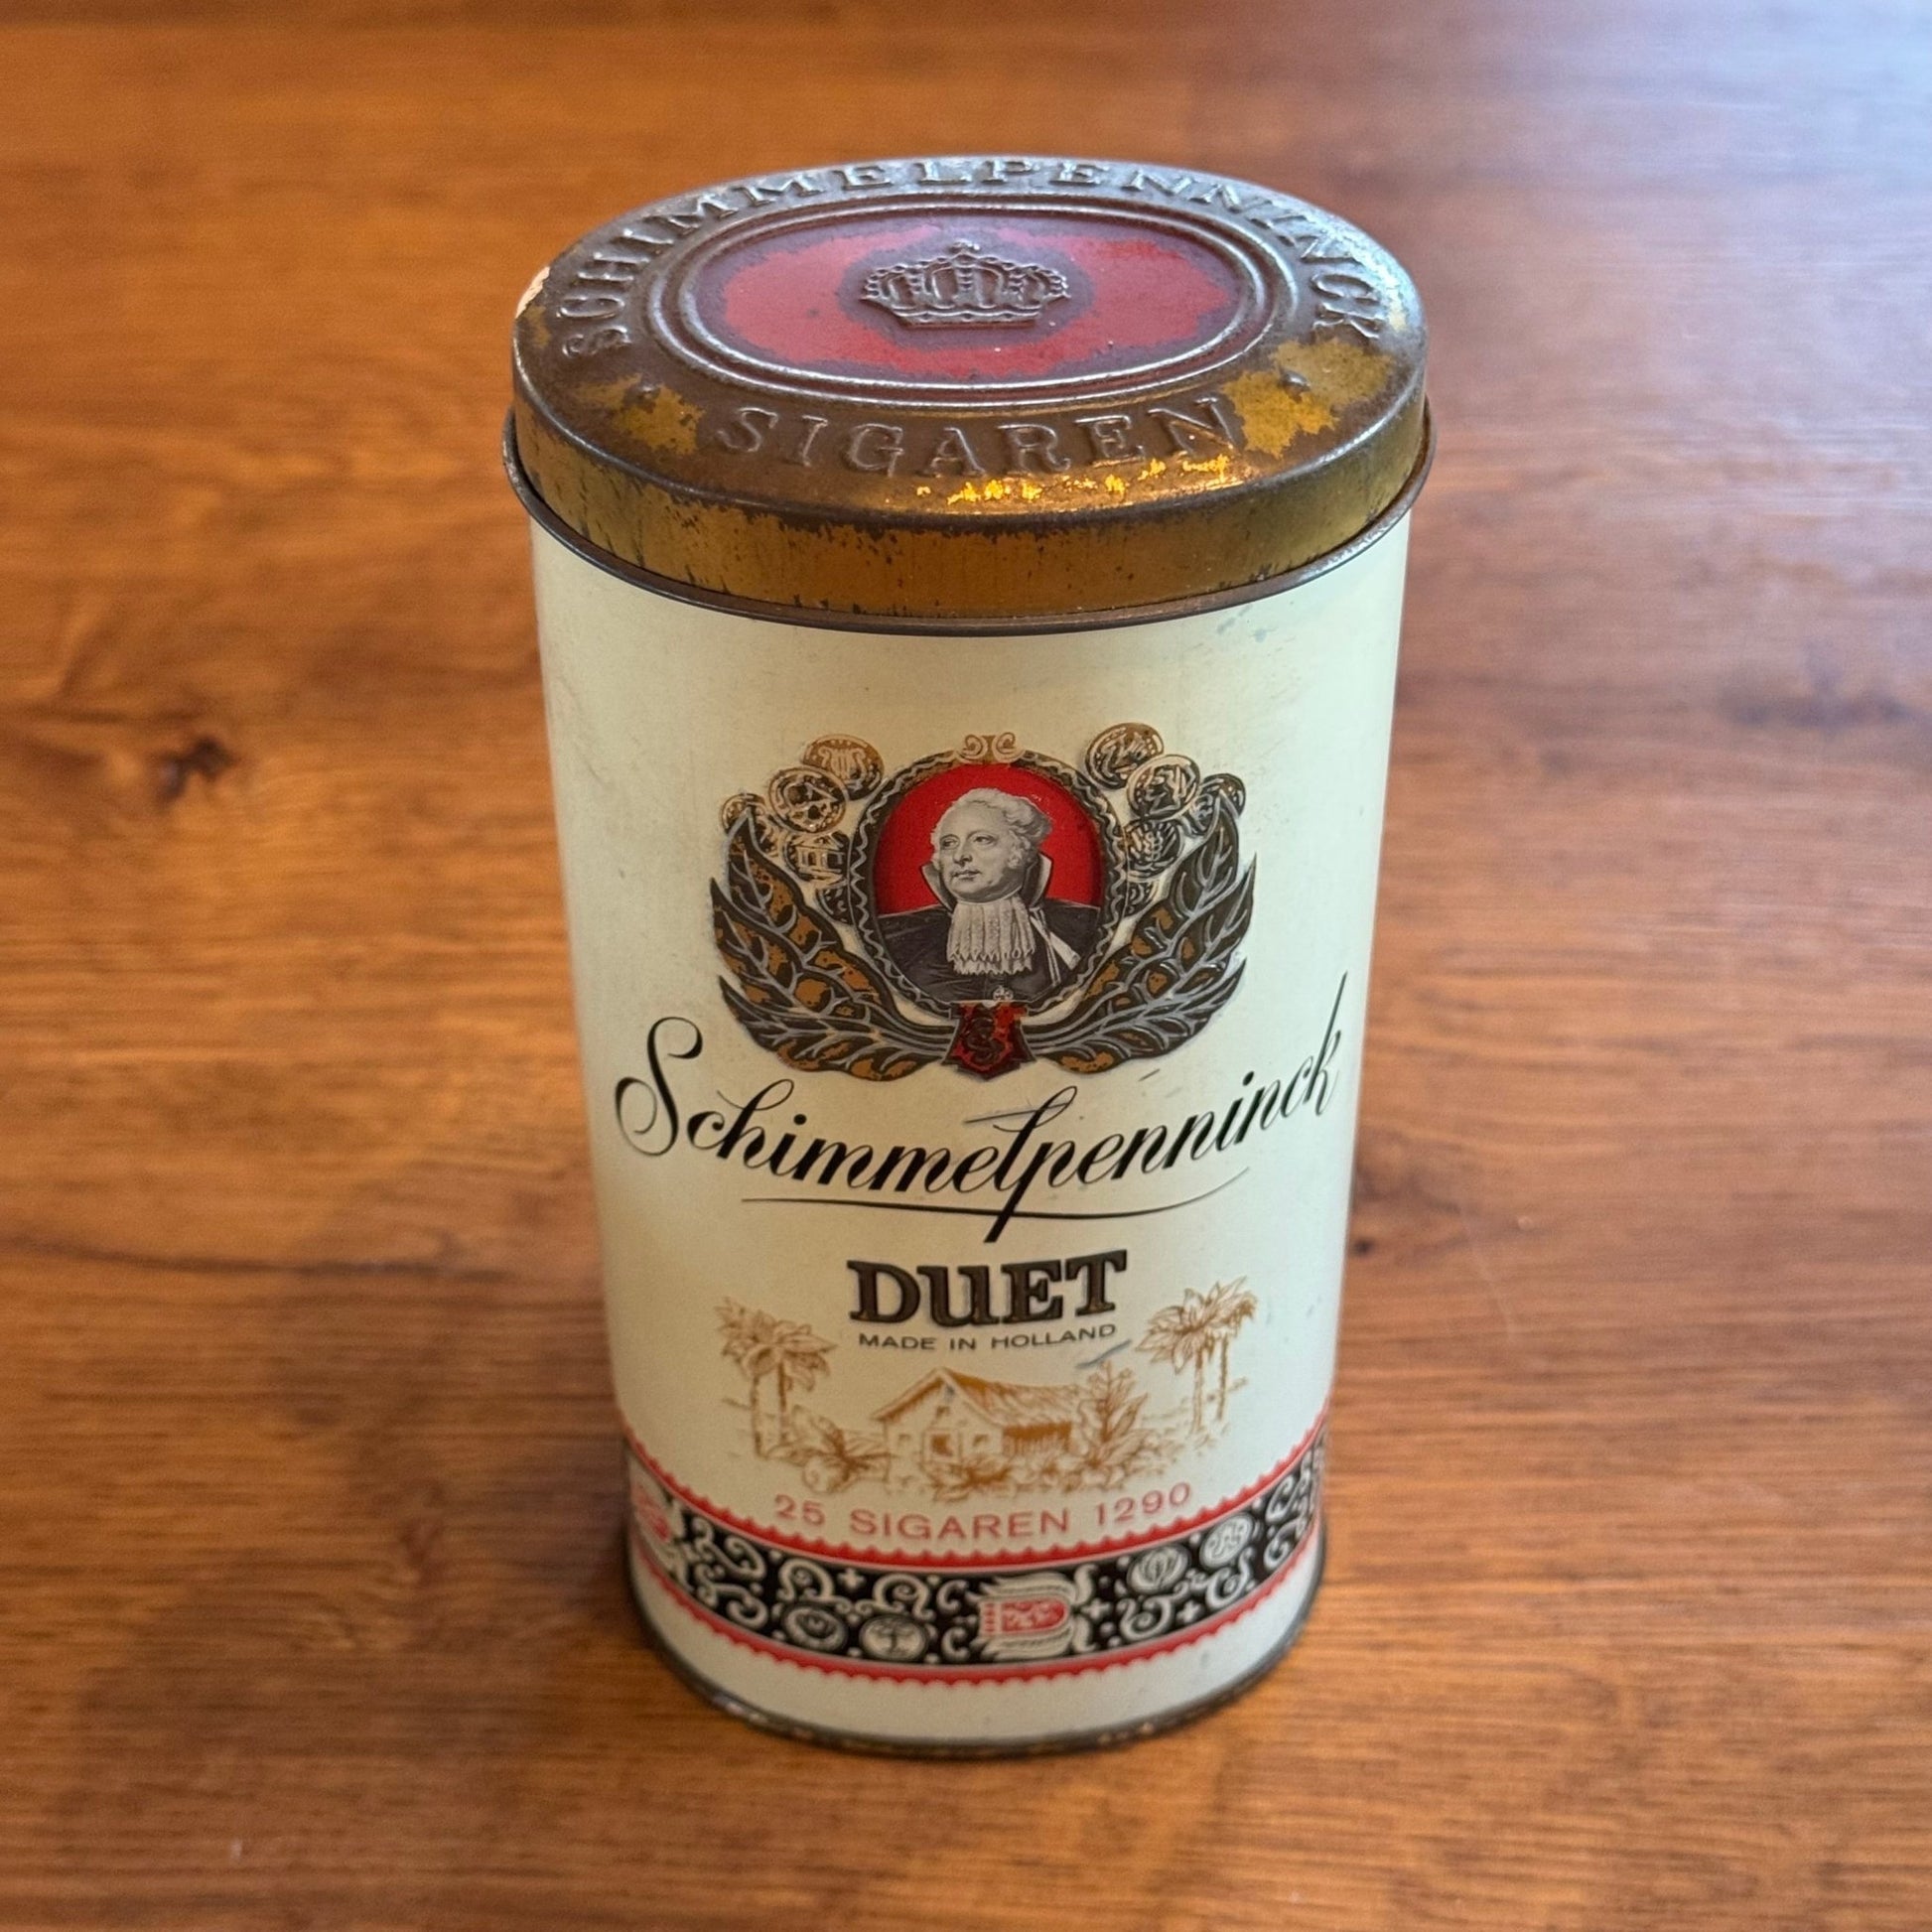 SCHIMMELPENNINCK
SIGAREN
Schimmelpenninck
DUET
MADE IN HOLLAND
25 SIGAREN 1290